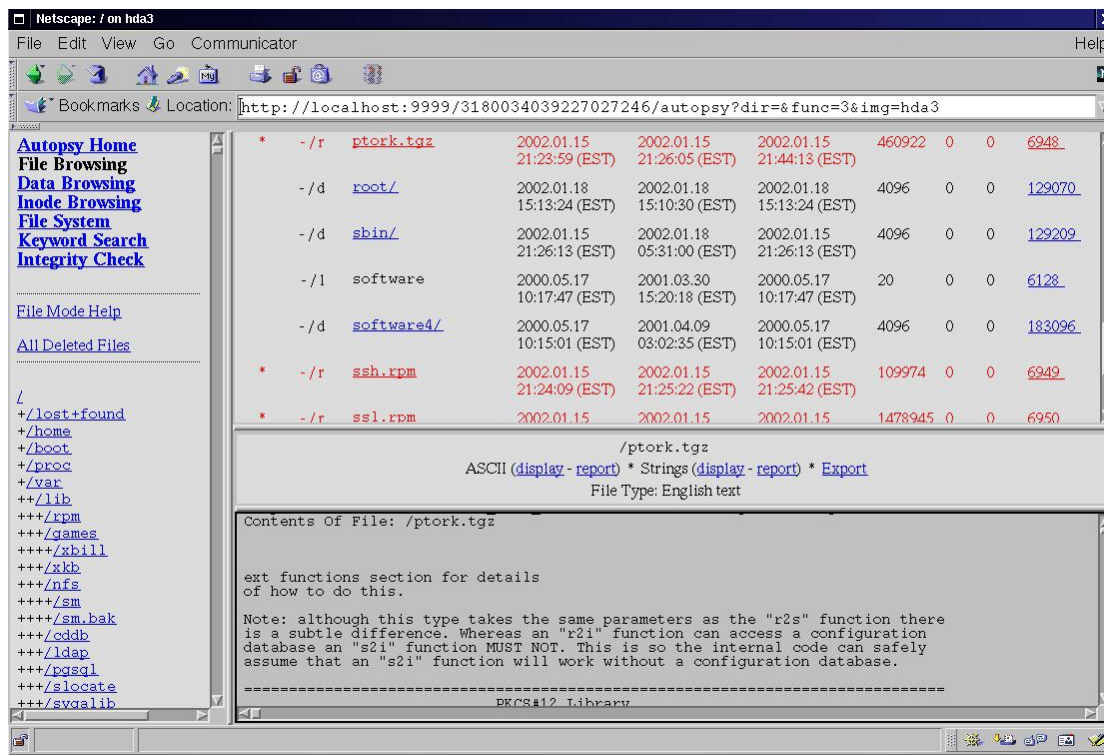 Netscape: / on hda3
File Edit View Go Communicator Help
My
Bookmarks Location: http://localhost:9999/3180034039227027246/autopsy?dir=&func=3&img=hda3
Autopsy Home
File Browsing
Data Browsing
Inode Browsing
File System
Keyword Search
Integrity Check
File Mode Help
All Deleted Files
/
+/lost+found
+/home
+/boot
+/proc
+/var
++/lib
+++/rpm
+++/games
++++/xbill
+++/xkb
+++/nfs
++++/sm
++++/sm.bak
+++/cddb
+++/ldap
+++/pgsql
+++/slocate
+++/svgalib
* -/r ptork.tgz 2002.01.15 2002.01.15 2002.01.15 460922 0 0 6948
21:23:59 (EST) 21:26:05 (EST) 21:44:13 (EST)
-/d root/ 2002.01.18 2002.01.18 2002.01.18 4096 0 0 129070
15:13:24 (EST) 15:10:30 (EST) 15:13:24 (EST)
-/d sbin/ 2002.01.15 2002.01.18 2002.01.15 4096 0 0 129209
21:26:13 (EST) 05:31:00 (EST) 21:26:13 (EST)
-/l software 2000.05.17 2001.03.30 2000.05.17 20 0 0 6128
10:17:47 (EST) 15:20:18 (EST) 10:17:47 (EST)
-/d software4/ 2000.05.17 2001.04.09 2000.05.17 4096 0 0 183096
10:15:01 (EST) 03:02:35 (EST) 10:15:01 (EST)
* -/r ssh.rpm 2002.01.15 2002.01.15 2002.01.15 109974 0 0 6949
21:24:09 (EST) 21:25:22 (EST) 21:25:42 (EST)
* -/r ssl.rpm 2002.01.15 2002.01.15 2002.01.15 1478945 0 0 6950
/ptork.tgz
ASCII (display - report) * Strings (display - report) * Export
File Type: English text
Contents Of File: /ptork.tgz
ext functions section for details
of how to do this.
Note: although this type takes the same parameters as the "r2s" function there
is a subtle difference. Whereas an "r2i" function can access a configuration
database an "s2i" function MUST NOT. This is so the internal code can safely
assume that an "s2i" function will work without a configuration database.
==============================================================================
PKCS#12 Library